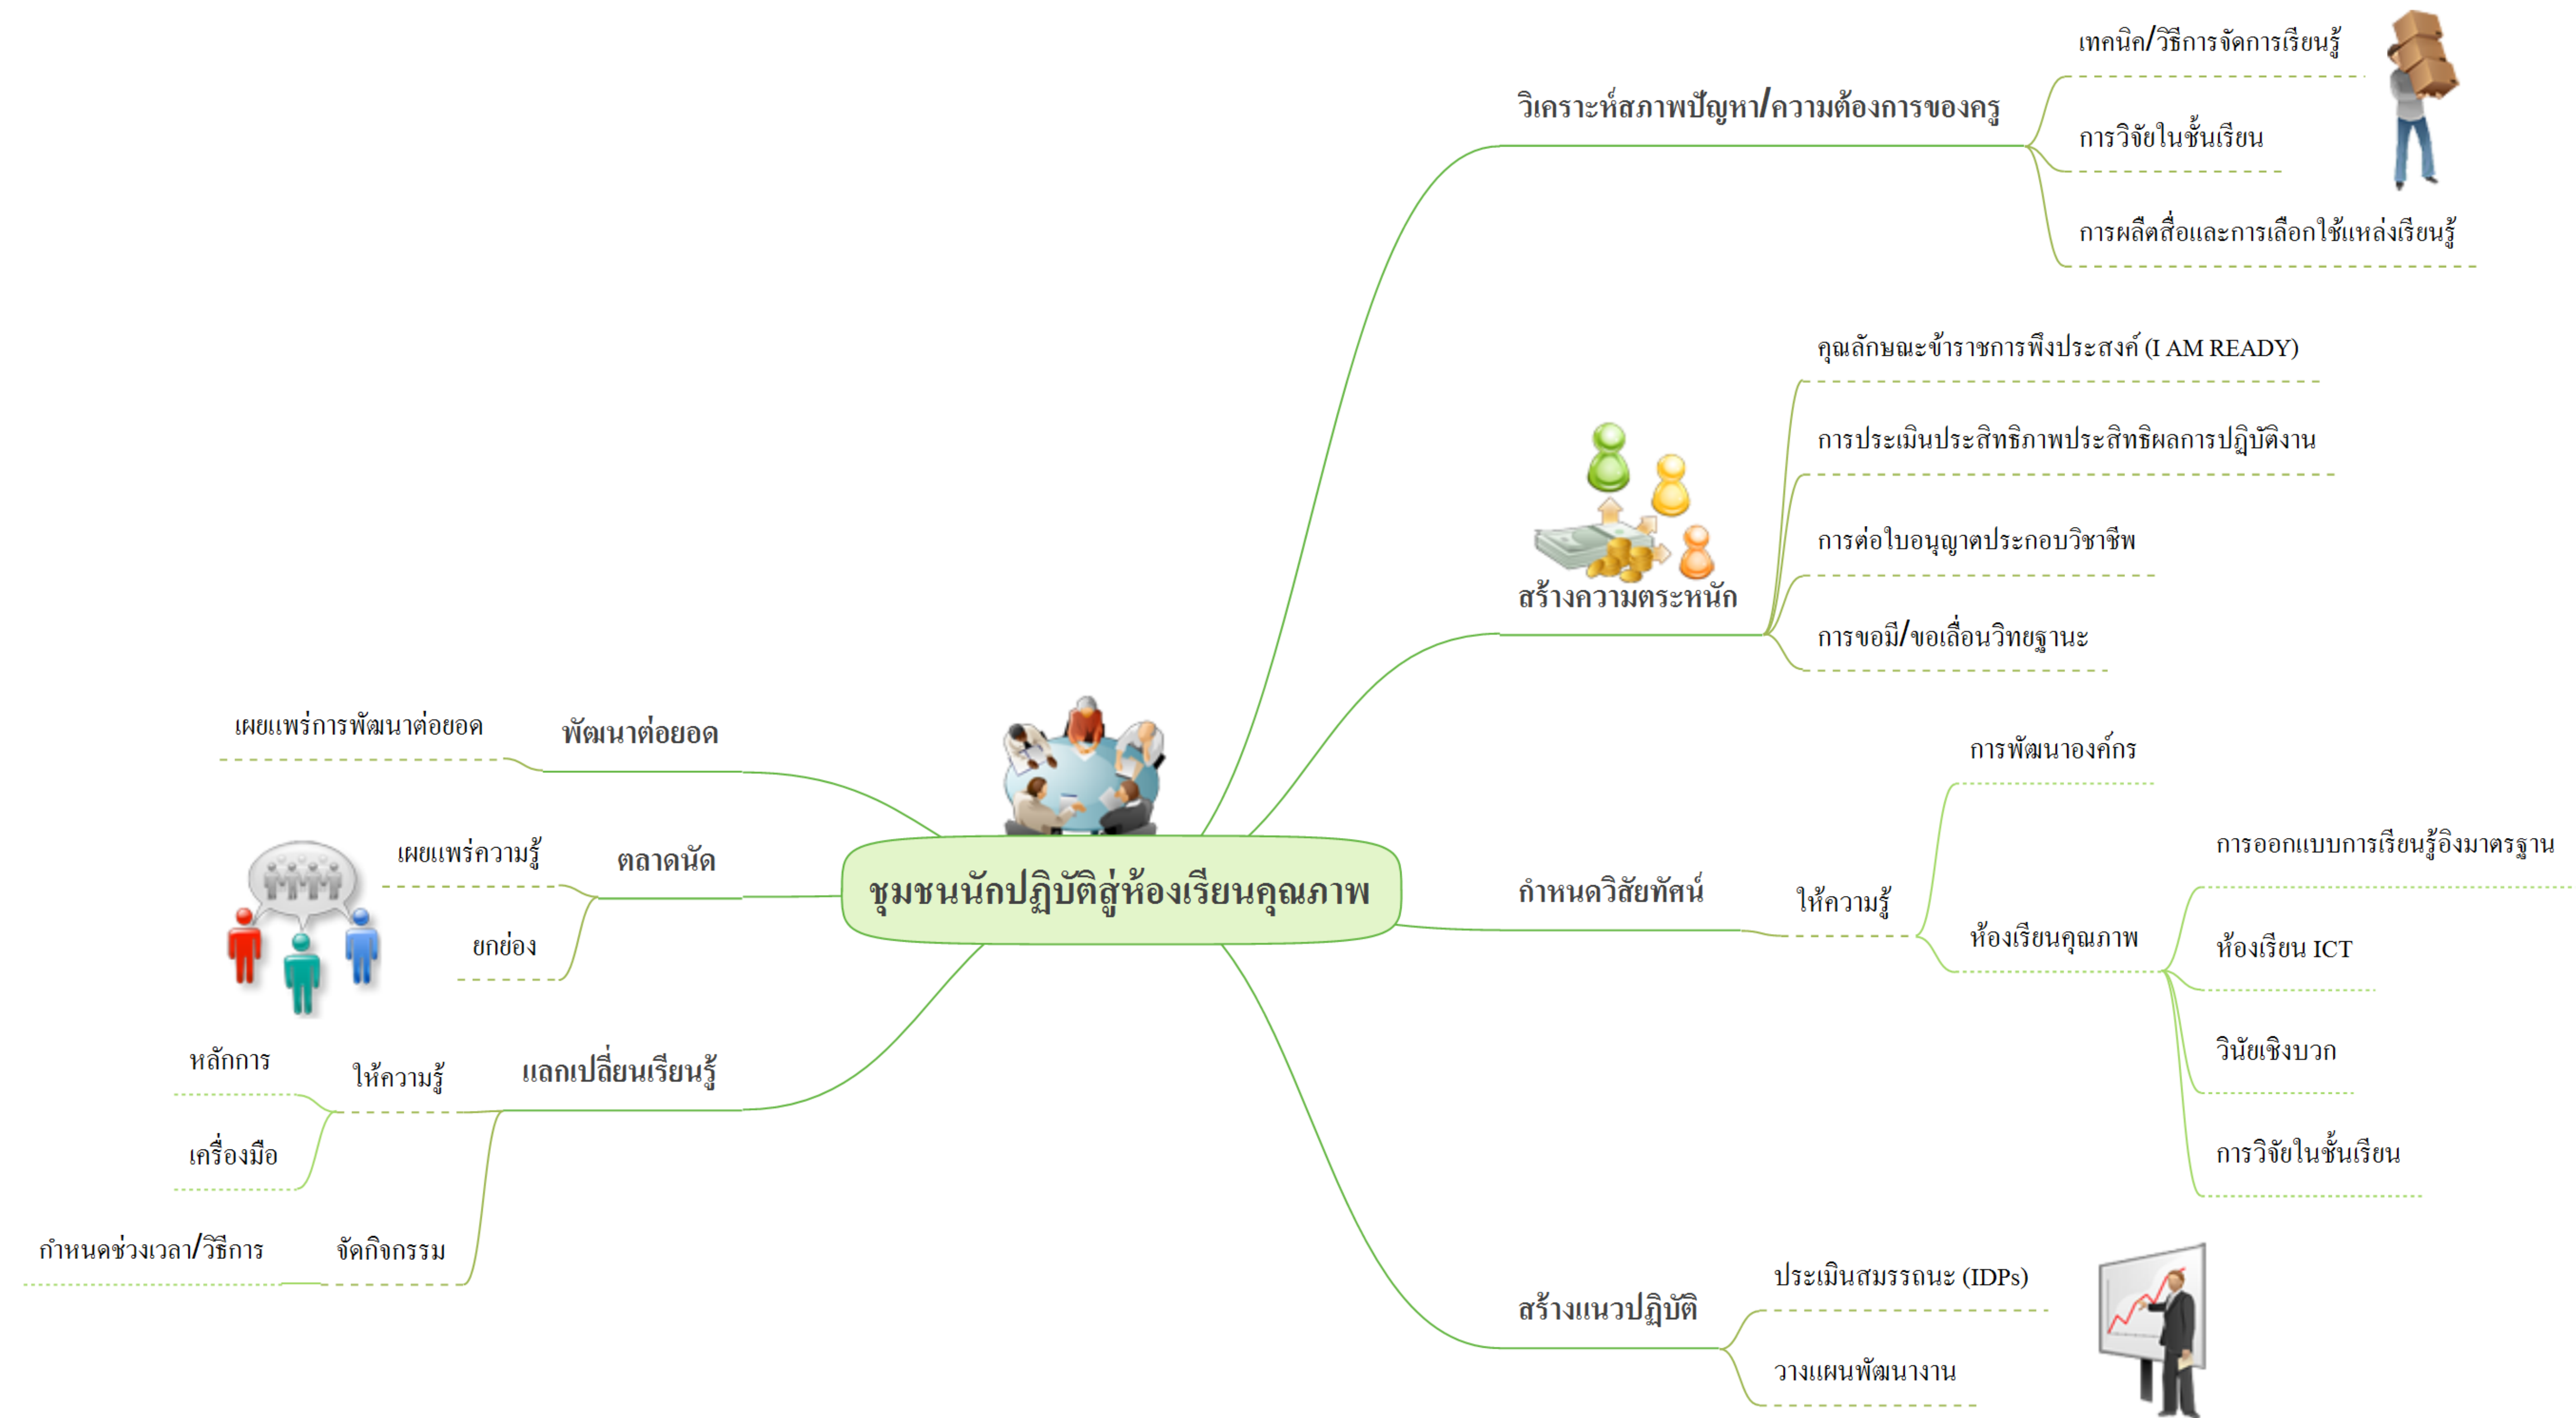 วิเคราะห์สภาพปัญหา/ความต้องการของครู
เทคนิค/วิธีการจัดการเรียนรู้
การวิจัยในชั้นเรียน
การผลืตสื่อและการเลือกใช้แหล่งเรียนรู้
สร้างความตระหนัก
คุณลักษณะข้าราชการพึงประสงค์ (I AM READY)
การประเมินประสิทธิภาพประสิทธิผลการปฏิบัติงาน
การต่อใบอนุญาตประกอบวิชาชีพ
การขอมี/ขอเลื่อนวิทยฐานะ
ชุมชนนักปฏิบัติสู่ห้องเรียนคุณภาพ
กำหนดวิสัยทัศน์
ให้ความรู้
การพัฒนาองค์กร
ห้องเรียนคุณภาพ
การออกแบบการเรียนรู้อิงมาตรฐาน
ห้องเรียน ICT
วินัยเชิงบวก
การวิจัยในชั้นเรียน
สร้างแนวปฏิบัติ
ประเมินสมรรถนะ (IDPs)
วางแผนพัฒนางาน
พัฒนาต่อยอด
เผยแพร่การพัฒนาต่อยอด
ตลาดนัด
เผยแพร่ความรู้
ยกย่อง
แลกเปลี่ยนเรียนรู้
ให้ความรู้
หลักการ
เครื่องมือ
จัดกิจกรรม
กำหนดช่วงเวลา/วิธีการ